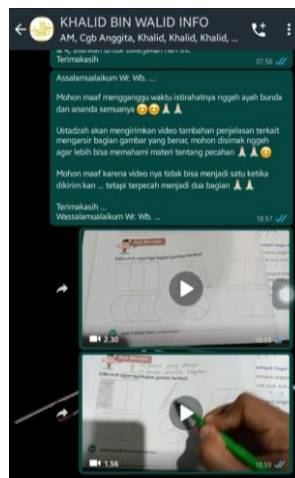 KHALID BIN WALID INFO
AM, Cgb Anggita, Khalid, Khalid, Khalid, ...
Terimakasih
07.56
Assalamualaikum Wr. Wb. ....
Mohon maaf mengganggu waktu istirahatnya nggeh ayah bunda
dan ananda semuanya 😊😊🙏🙏
Ustadzah akan mengirimkan video tambahan penjelasan terkait
mengarsir bagian gambar yang benar, mohon disimak nggeh
agar lebih bisa memahami materi tentang pecahan 🙏🙏😊
Mohon maaf karena video nya tidak bisa menjadi satu ketika
dikirim kan ... tetapi terpecah menjadi dua bagian 🙏🙏
Terimakasih ...
Wassalamualaikum Wr. Wb. ...
18.57
2.30
18.59
1.56
18.59